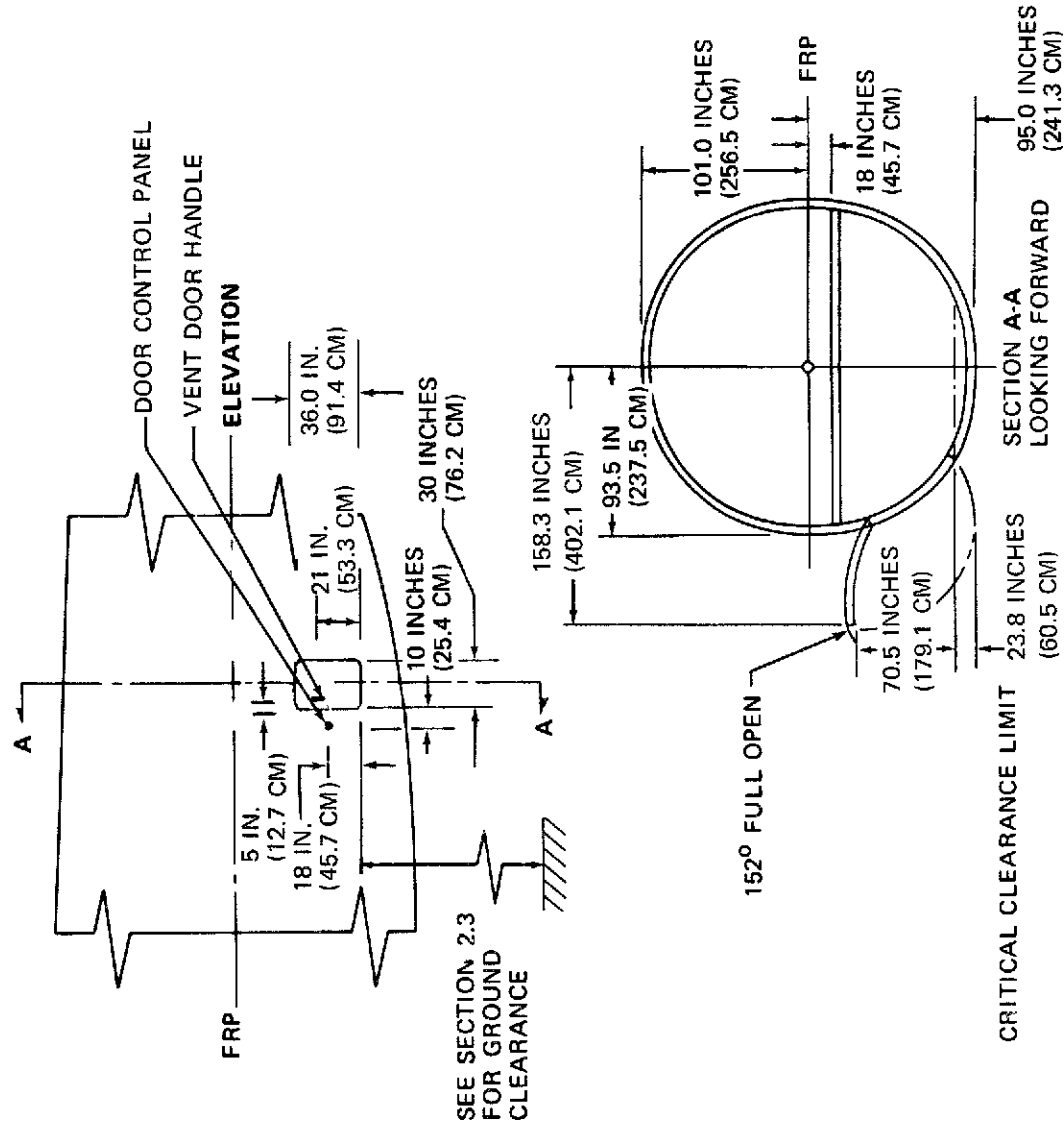 DOOR CONTROL PANEL
VENT DOOR HANDLE
ELEVATION
A
FRP
36.0 IN.
(91.4 CM)
21 IN.
(53.3 CM)
30 INCHES
(76.2 CM)
10 INCHES
(25.4 CM)
5 IN.
(12.7 CM)
18 IN.
(45.7 CM)
A
SEE SECTION 2.3
FOR GROUND
CLEARANCE
158.3 INCHES
(402.1 CM)
93.5 IN
(237.5 CM)
101.0 INCHES
(256.5 CM)
FRP
18 INCHES
(45.7 CM)
95.0 INCHES
(241.3 CM)
152° FULL OPEN
70.5 INCHES
(179.1 CM)
23.8 INCHES
(60.5 CM)
SECTION A-A
LOOKING FORWARD
CRITICAL CLEARANCE LIMIT